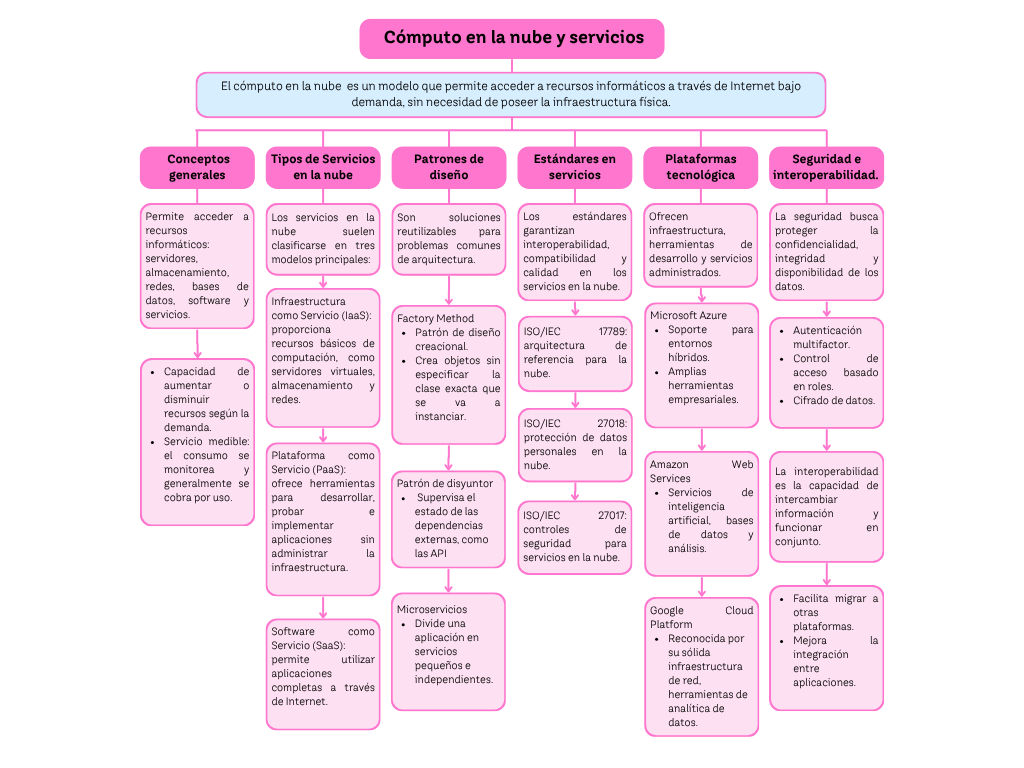 Cómputo en la nube y servicios
El cómputo en la nube es un modelo que permite acceder a recursos informáticos a través de Internet bajo
demanda, sin necesidad de poseer la infraestructura física.
Conceptos
generales
Permite acceder a
recursos
informáticos:
servidores,
almacenamiento,
redes, bases de
datos, software y
servicios.
• Capacidad de
aumentar o
disminuir
recursos según la
demanda.
• Servicio medible:
el consumo se
monitorea y
generalmente se
cobra por uso.
Tipos de Servicios
en la nube
Los servicios en la
nube suelen
clasificarse en tres
modelos principales:
Infraestructura
como Servicio (IaaS):
proporciona
recursos básicos de
computación, como
servidores virtuales,
almacenamiento y
redes.
Plataforma como
Servicio (PaaS):
ofrece herramientas
para desarrollar,
probar e
implementar
aplicaciones sin
administrar la
infraestructura.
Software como
Servicio (SaaS):
permite utilizar
aplicaciones
completas a través
de Internet.
Patrones de
diseño
Son soluciones
reutilizables para
problemas comunes
de arquitectura.
Factory Method
• Patrón de diseño
creacional.
• Crea objetos sin
especificar la
clase exacta que
se va a
instanciar.
Patrón de disyuntor
• Supervisa el
estado de las
dependencias
externas, como
las API
Microservicios
• Divide una
aplicación en
servicios
pequeños e
independientes.
Estándares en
servicios
Los estándares
garantizan
interoperabilidad,
compatibilidad y
calidad en los
servicios en la nube.
ISO/IEC 17789:
arquitectura de
referencia para la
nube.
ISO/IEC 27018:
protección de datos
personales en la
nube.
ISO/IEC 27017:
controles de
seguridad para
servicios en la nube.
Plataformas
tecnológica
Ofrecen
infraestructura,
herramientas de
desarrollo y servicios
administrados.
Microsoft Azure
• Soporte para
entornos
híbridos.
• Amplias
herramientas
empresariales.
Amazon Web
Services
• Servicios de
inteligencia
artificial, bases
de datos y
análisis.
Google Cloud
Platform
• Reconocida por
su sólida
infraestructura
de red,
herramientas de
analítica de
datos.
Seguridad e
interoperabilidad.
La seguridad busca
proteger la
confidencialidad,
integridad y
disponibilidad de los
datos.
• Autenticación
multifactor.
• Control de
acceso basado
en roles.
• Cifrado de datos.
La interoperabilidad
es la capacidad de
intercambiar
información y
funcionar en
conjunto.
• Facilita migrar a
otras
plataformas.
• Mejora la
integración
entre
aplicaciones.